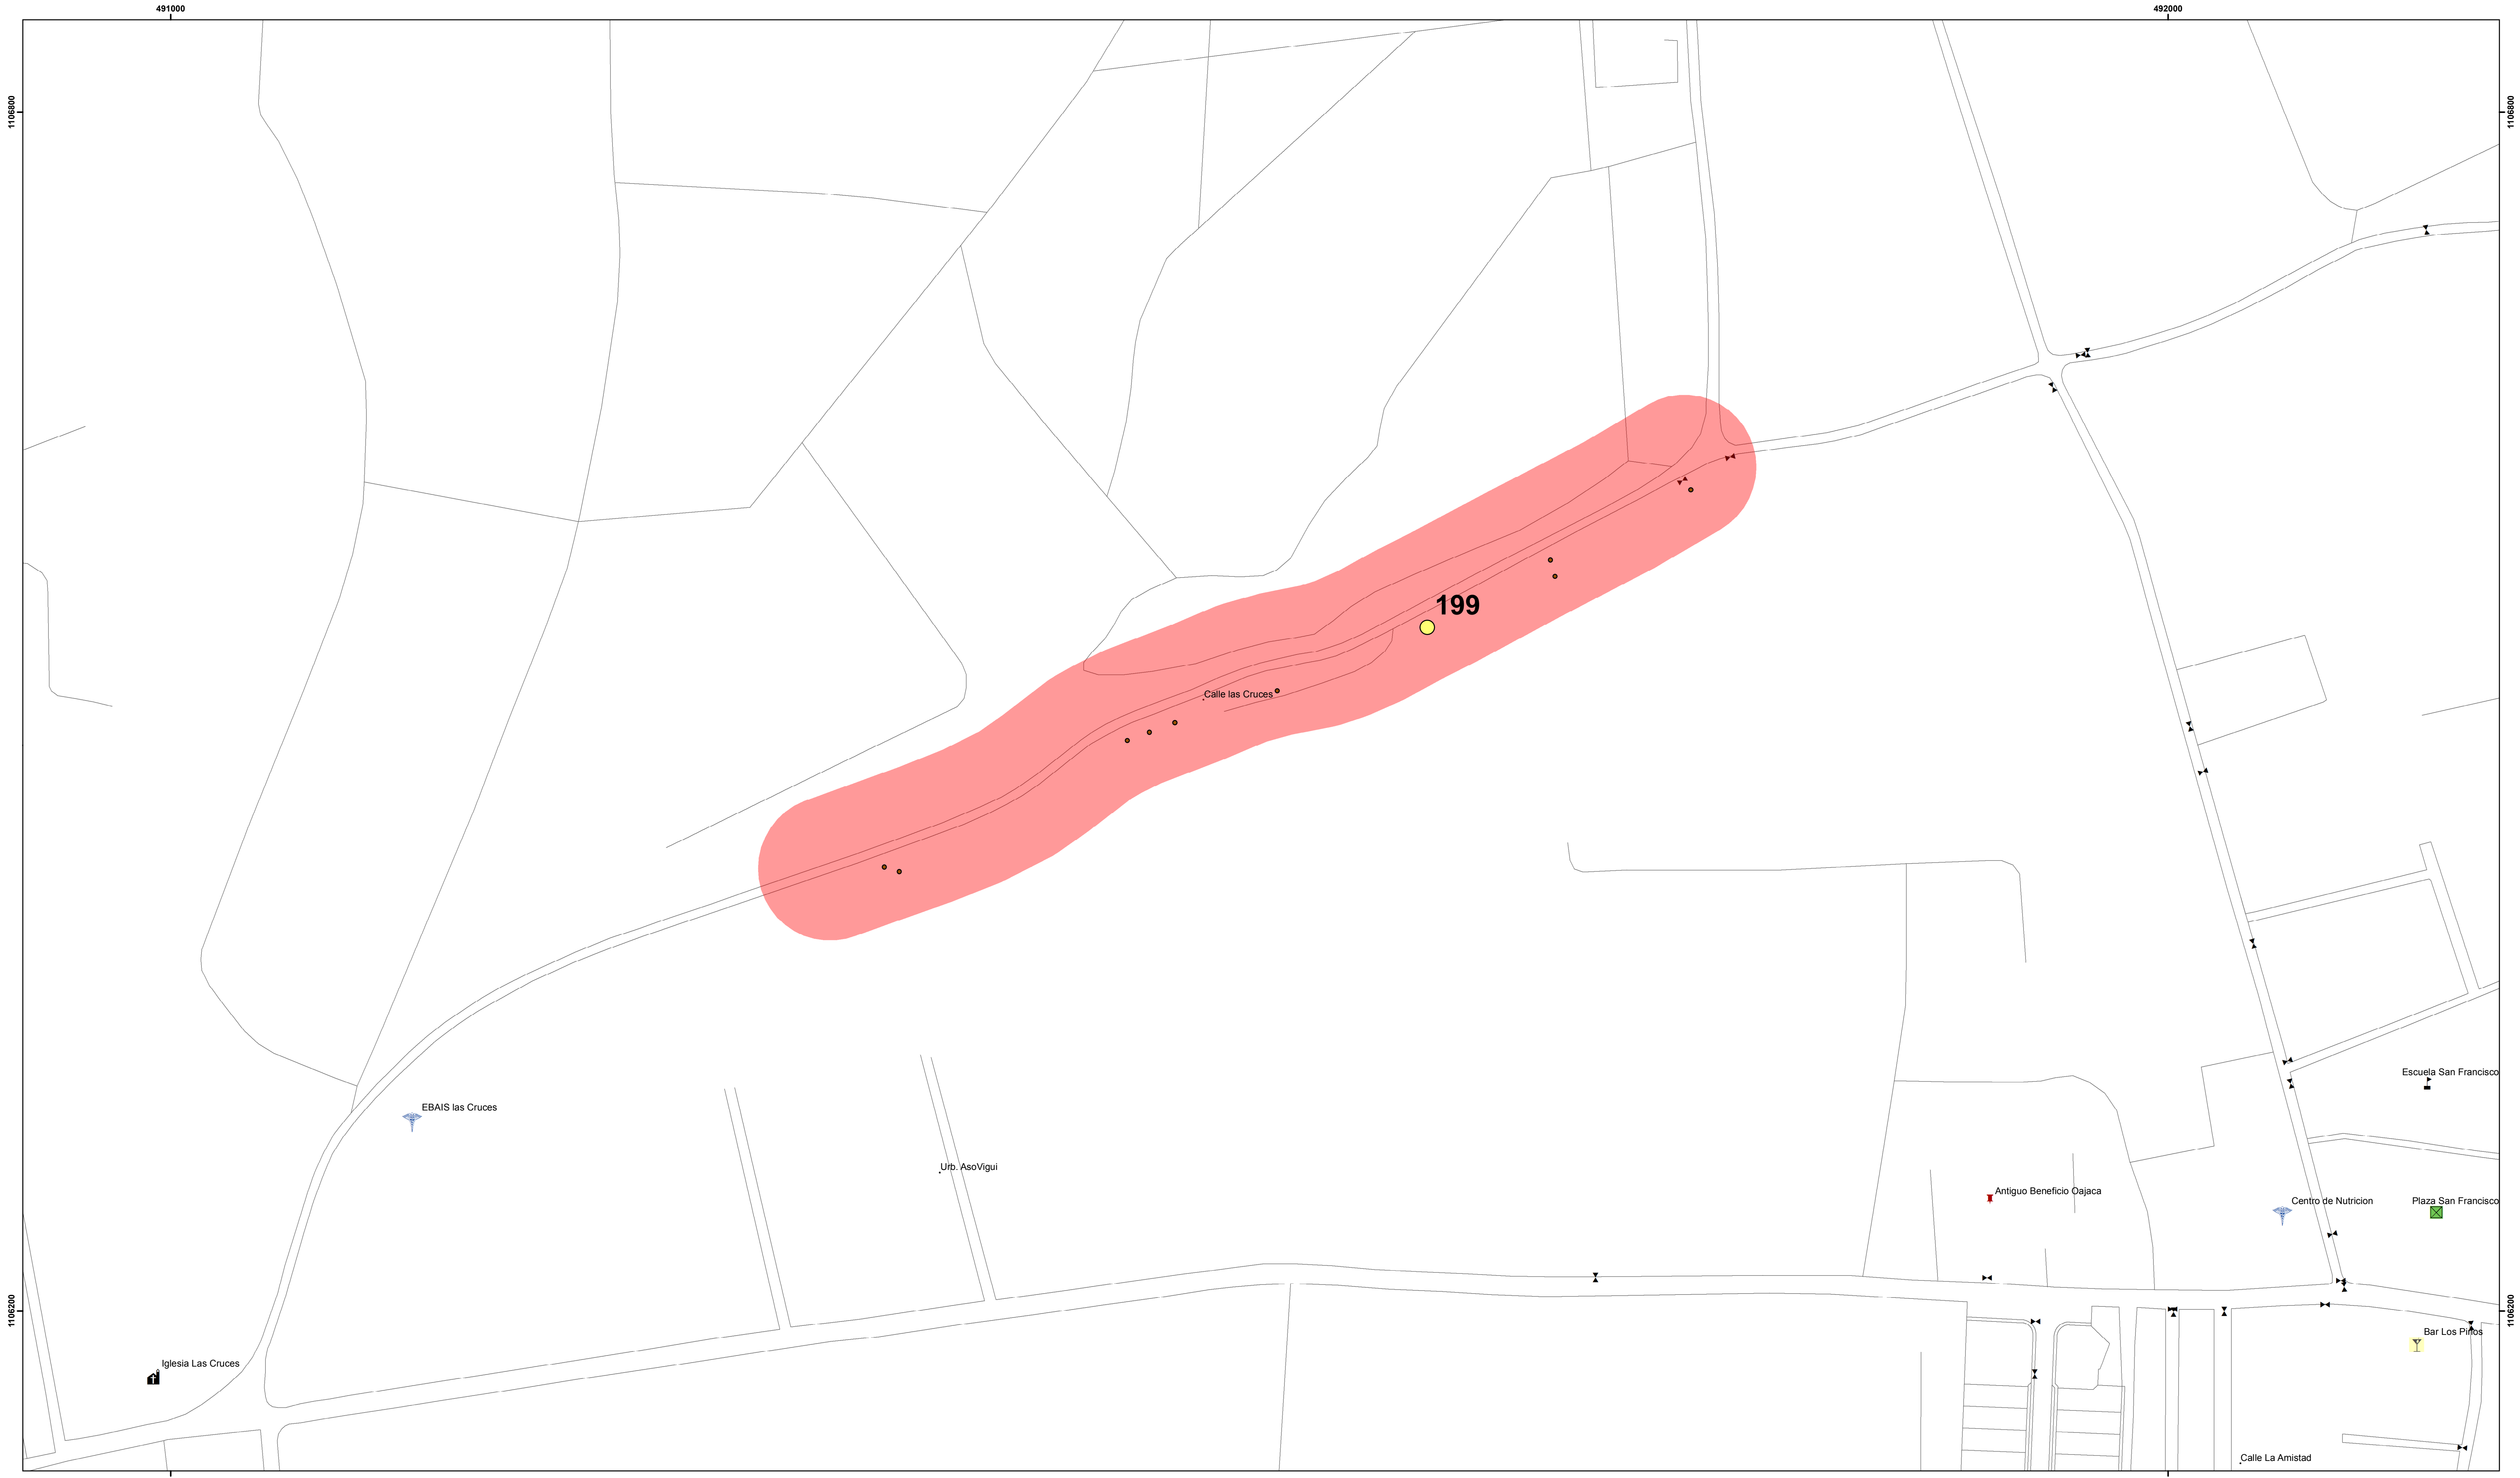 491000
492000
1106800
1106800
199
Calle las Cruces
Escuela San Francisco
EBAIS las Cruces
Urb. AsoVigui
Antiguo Beneficio Oajaca
Centro de Nutricion
Plaza San Francisco
1106200
1106200
Bar Los Pinos
Iglesia Las Cruces
Calle La Amistad